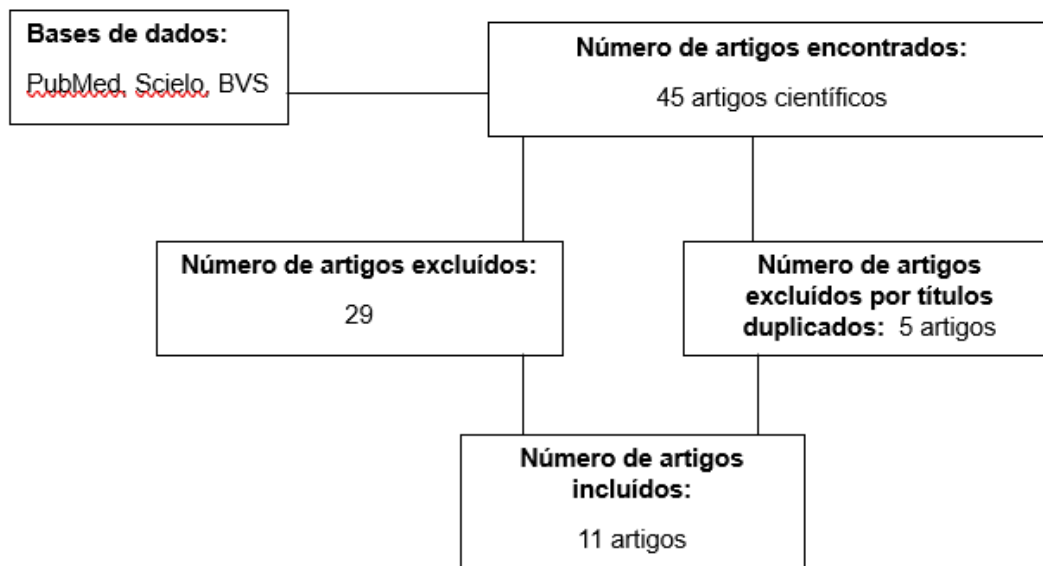 Bases de dados:
PubMed, Scielo, BVS
Número de artigos encontrados:
45 artigos científicos
Número de artigos excluídos:
29
Número de artigos
excluídos por títulos
duplicados: 5 artigos
Número de artigos
incluídos:
11 artigos